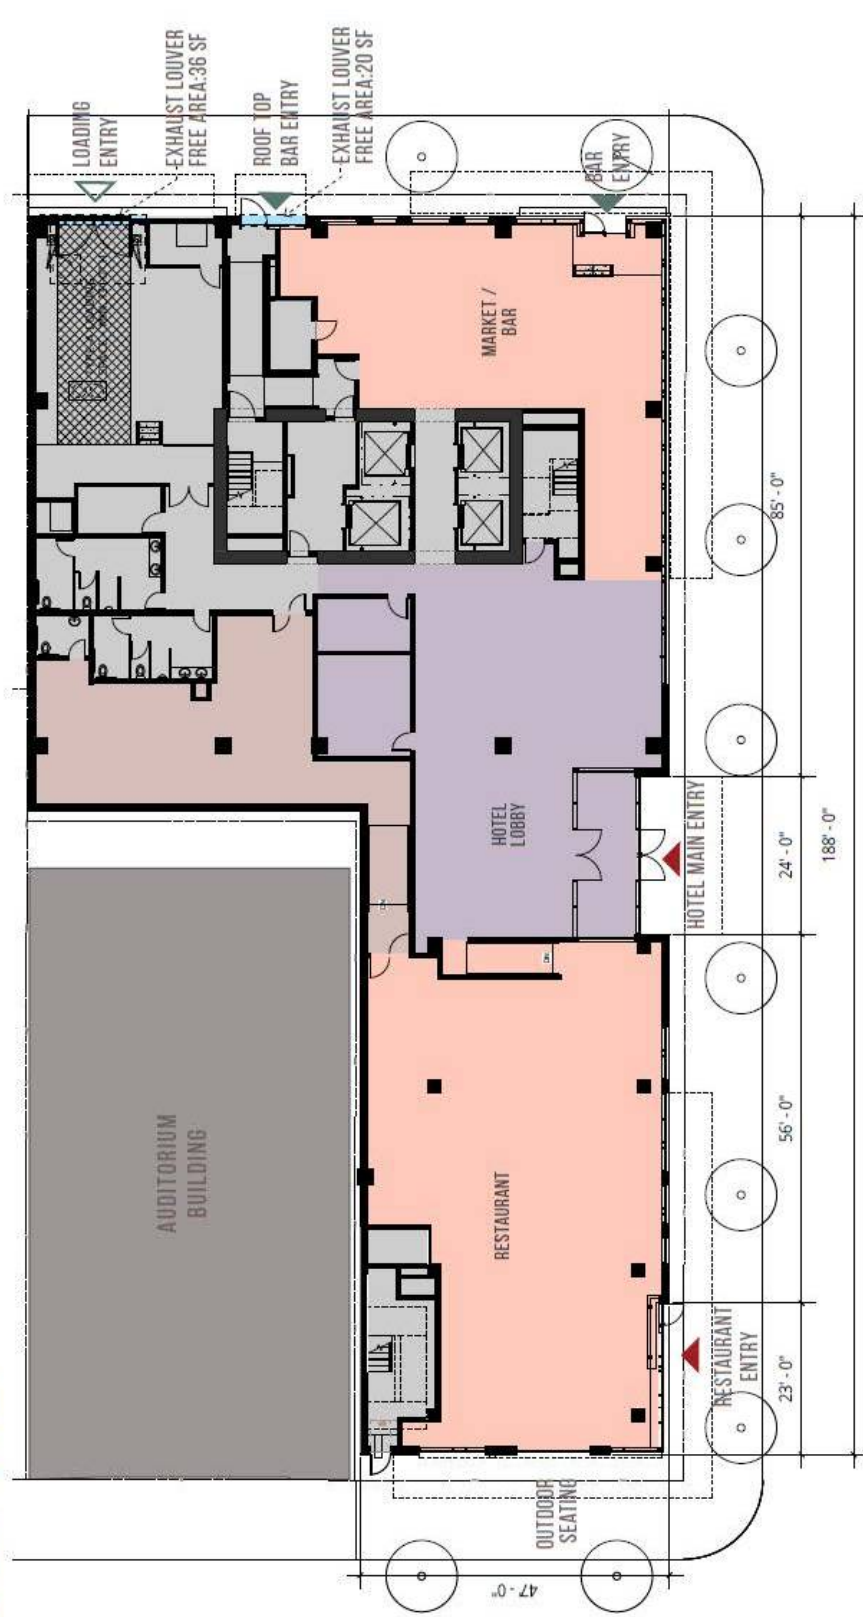 LOADING
ENTRY
EXHAUST LOUVER
FREE AREA:36 SF
ROOF TOP
BAR ENTRY
EXHAUST LOUVER
FREE AREA:20 SF
BAR
ENTRY
MARKET /
BAR
85' - 0"
HOTEL
LOBBY
HOTEL MAIN ENTRY
24' - 0"
188' - 0"
DN
DN
AUDITORIUM
BUILDING
RESTAURANT
56' - 0"
RESTAURANT
ENTRY
23' - 0"
OUTDOOR
SEATING
47' - 0"